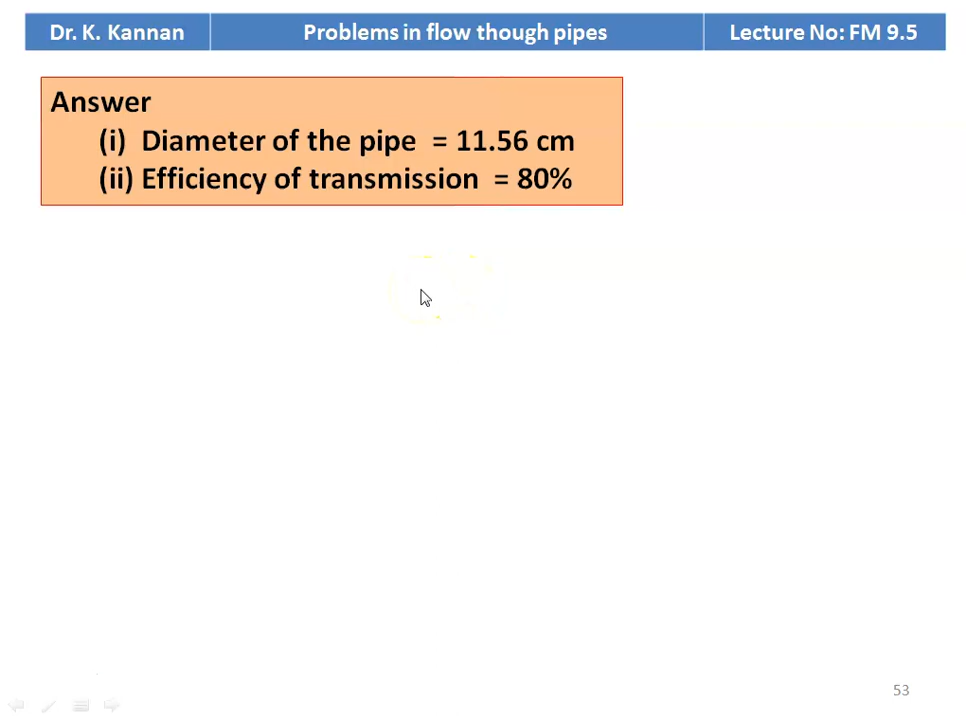 Dr. K. Kannan
Problems in flow though pipes
Lecture No: FM 9.5
Answer
(i) Diameter of the pipe = 11.56 cm
(ii) Efficiency of transmission = 80%
53